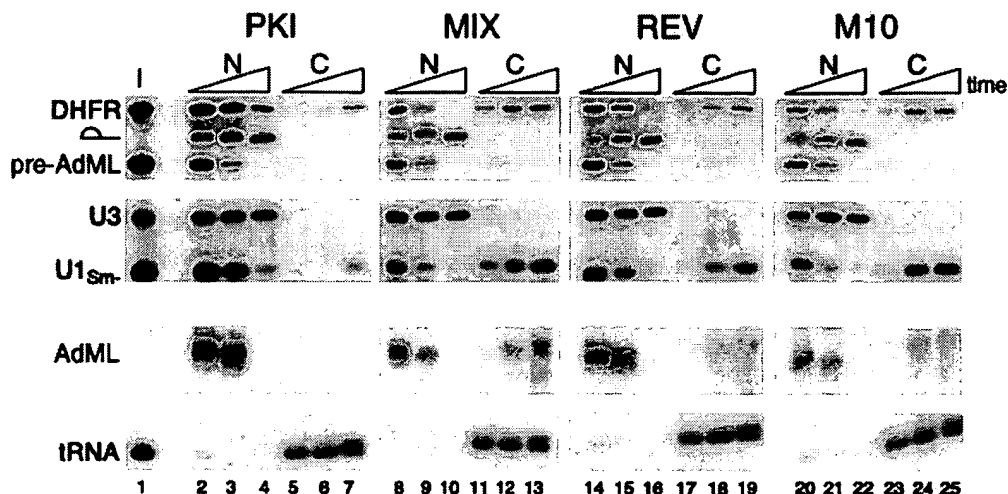 PKI MIX REV M10
I N C N C N C N C time
DHFR
pre-AdML
U3
U1Sm-
AdML
tRNA
1 2 3 4 5 6 7 8 9 10 11 12 13 14 15 16 17 18 19 20 21 22 23 24 25